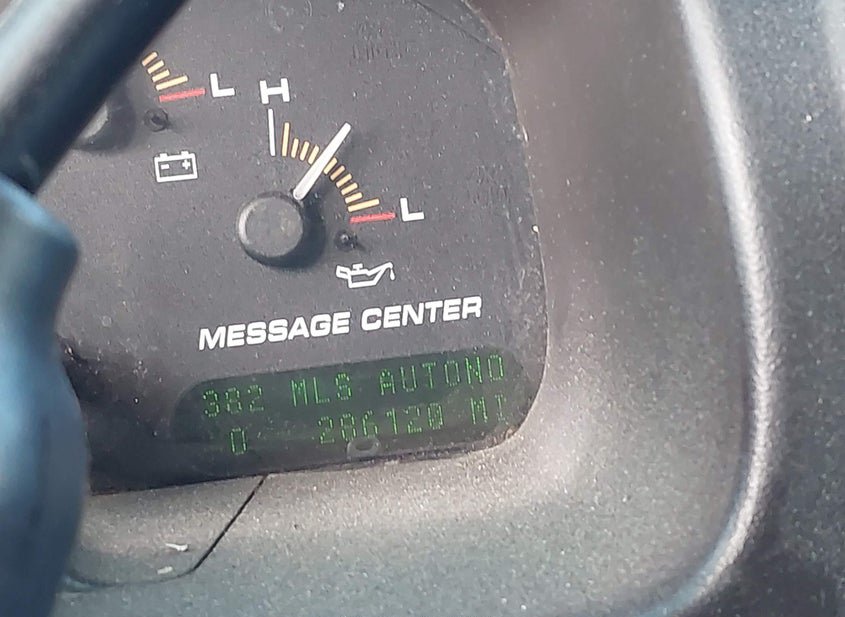 L
H
L
MESSAGE CENTER
382 MLS AUTONO
D 286120 MI